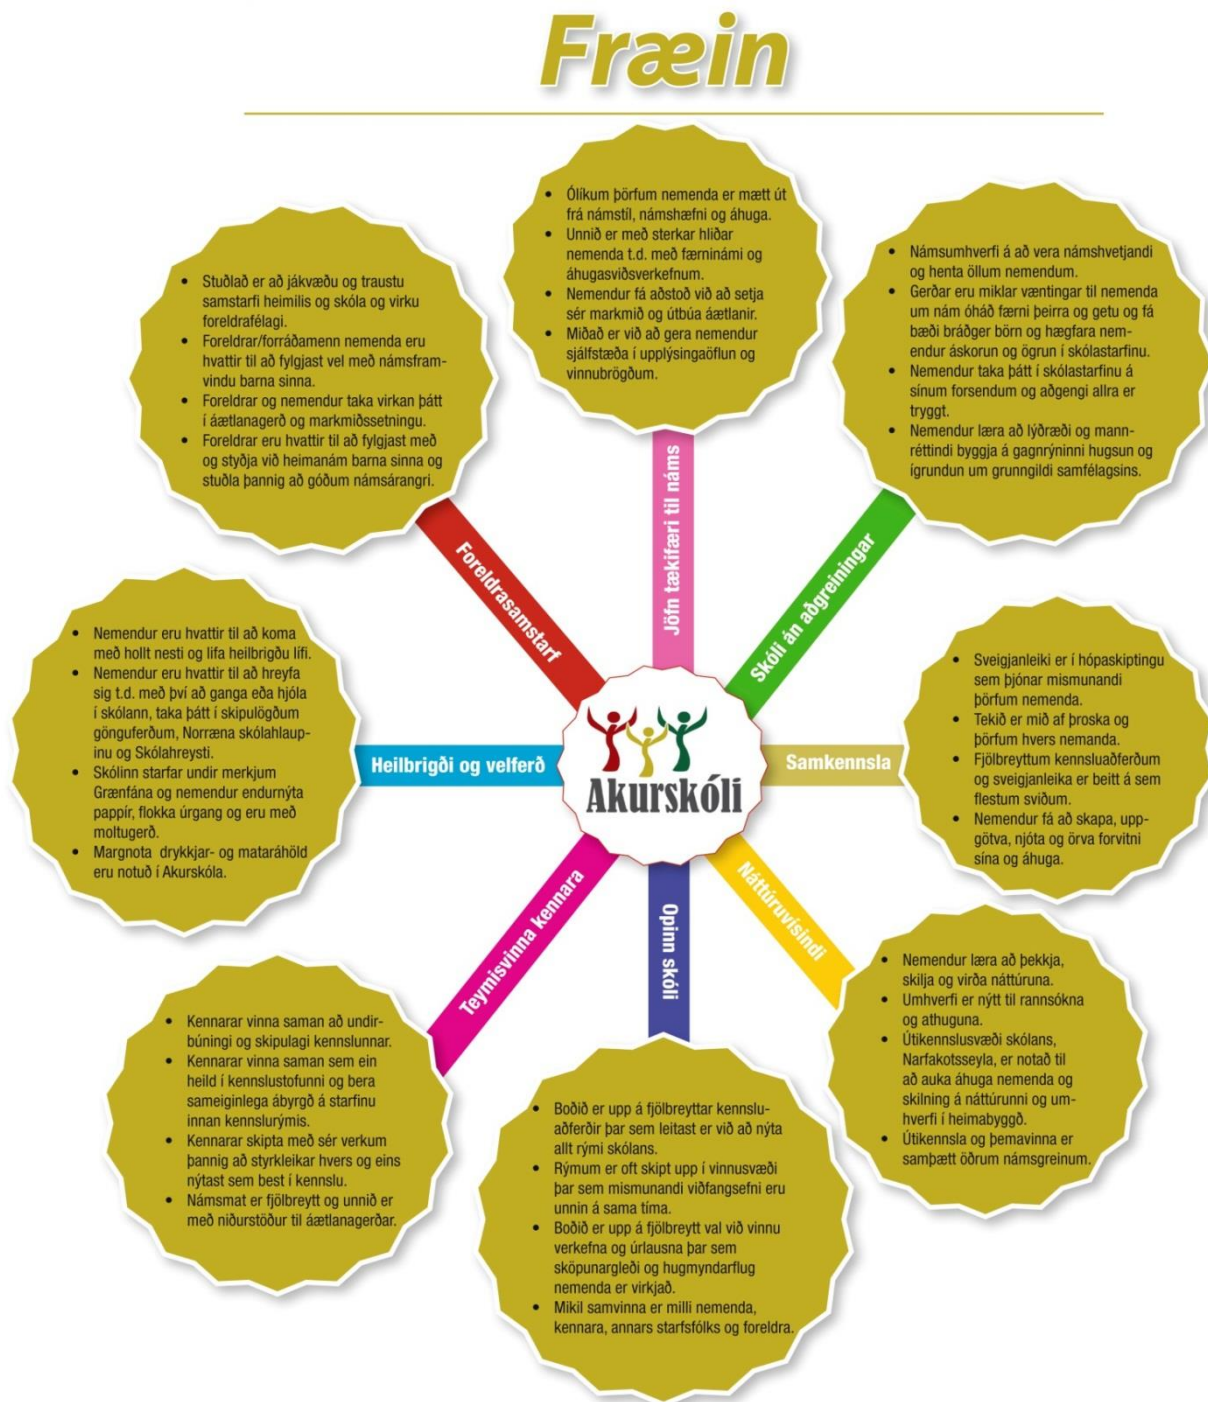 Fræin
• Ólíkum þörfum nemenda er mætt út
frá námstíl, námshæfni og áhuga.
• Unnið er með sterkar hliðar
nemenda t.d. með færninámi og
áhugasviðsverkefnum.
• Nemendur fá aðstoð við að setja
sér markmið og útbúa áætlanir.
• Miðað er við að gera nemendur
sjálfstæða í upplýsingaöflun og
vinnubrögðum.
Jöfn tækifæri til náms
• Námsumhverfi á að vera námshvetjandi
og henta öllum nemendum.
• Gerðar eru miklar væntingar til nemenda
um nám óháð færni þeirra og getu og fá
bæði bráðger börn og hægfara nem-
endur áskorun og ögrun í skólastarfinu.
• Nemendur taka þátt í skólastarfinu á
sínum forsendum og aðgengi allra er
tryggt.
• Nemendur læra að lýðræði og mann-
réttindi byggja á gagnrýninni hugsun og
ígrundun um grunngildi samfélagsins.
Skóli án aðgreiningar
• Sveigjanleiki er í hópaskiptingu
sem þjónar mismunandi
þörfum nemenda.
• Tekið er mið af þroska og
þörfum hvers nemanda.
• Fjölbreyttum kennsluaðferðum
og sveigjanleika er beitt á sem
flestum sviðum.
• Nemendur fá að skapa, upp-
götva, njóta og örva forvitni
sína og áhuga.
Samkennsla
• Nemendur læra að þekkja,
skilja og virða náttúruna.
• Umhverfi er nýtt til rannsókna
og athuguna.
• Útikennslusvæði skólans,
Narfakotsseyla, er notað til
að auka áhuga nemenda og
skilning á náttúrunni og um-
hverfi í heimabyggð.
• Útikennsla og þemavinna er
samþætt öðrum námsgreinum.
Náttúruvísindi
• Boðið er upp á fjölbreyttar kennslu-
aðferðir þar sem leitast er við að nýta
allt rými skólans.
• Rýmum er oft skipt upp í vinnusvæði
þar sem mismunandi viðfangsefni eru
unnin á sama tíma.
• Boðið er upp á fjölbreytt val við vinnu
verkefna og úrlausna þar sem
sköpunargleði og hugmyndarflug
nemenda er virkjað.
• Mikil samvinna er milli nemenda,
kennara, annars starfsfólks og foreldra.
Opinn skóli
• Kennarar vinna saman að undir-
búningi og skipulagi kennslunnar.
• Kennarar vinna saman sem ein
heild í kennslustofunni og bera
sameiginlega ábyrgð á starfinu
innan kennslurýmis.
• Kennarar skipta með sér verkum
þannig að styrkleikar hvers og eins
nýtast sem best í kennslu.
• Námsmat er fjölbreytt og unnið er
með niðurstöður til áætlanagerðar.
Teymisvinna kennara
• Nemendur eru hvattir til að koma
með hollt nesti og lifa heilbrigðu lífi.
• Nemendur eru hvattir til að hreyfa
sig t.d. með því að ganga eða hjóla
í skólann, taka þátt í skipulögðum
gönguferðum, Norræna skólahlaup-
inu og Skólahreysti.
• Skólinn starfar undir merkjum
Grænfána og nemendur endurnýta
pappír, flokka úrgang og eru með
moltugerð.
• Margnota drykkjar- og mataráhöld
eru notuð í Akurskóla.
Heilbrigði og velferð
• Stuðlað er að jákvæðu og traustu
samstarfi heimilis og skóla og virku
foreldrafélagi.
• Foreldrar/forráðamenn nemenda eru
hvattir til að fylgjast vel með námsfram-
vindu barna sinna.
• Foreldrar og nemendur taka virkan þátt
í áætlanagerð og markmiðssetningu.
• Foreldrar eru hvattir til að fylgjast með
og styðja við heimanám barna sinna og
stuðla þannig að góðum námsárangri.
Foreldrasamstarf
Akurskóli